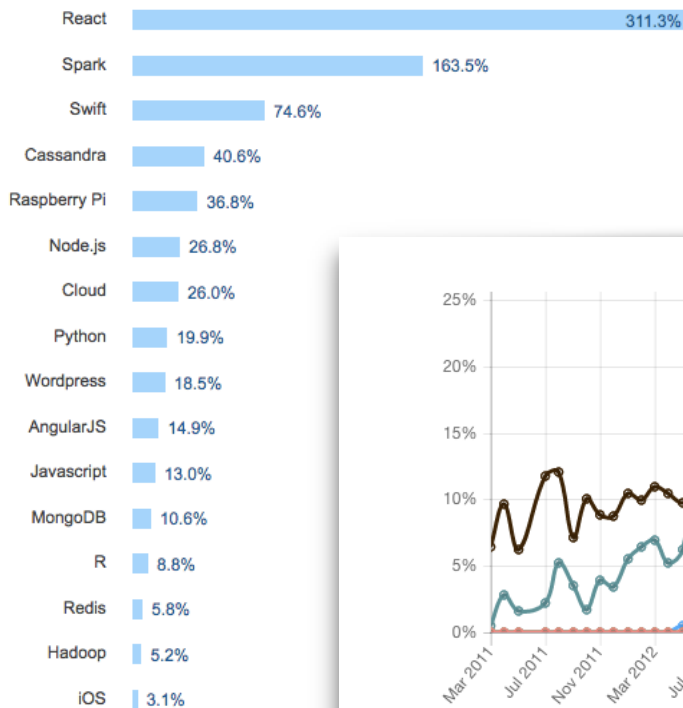 React 311.3%
Spark 163.5%
Swift 74.6%
Cassandra 40.6%
Raspberry Pi 36.8%
Node.js 26.8%
Cloud 26.0%
Python 19.9%
Wordpress 18.5%
AngularJS 14.9%
Javascript 13.0%
MongoDB 10.6%
R 8.8%
Redis 5.8%
Hadoop 5.2%
iOS 3.1%
25%
20%
15%
10%
5%
0%
Mar 2011
Jul 2011
Nov 2011
Mar 2012
Jul